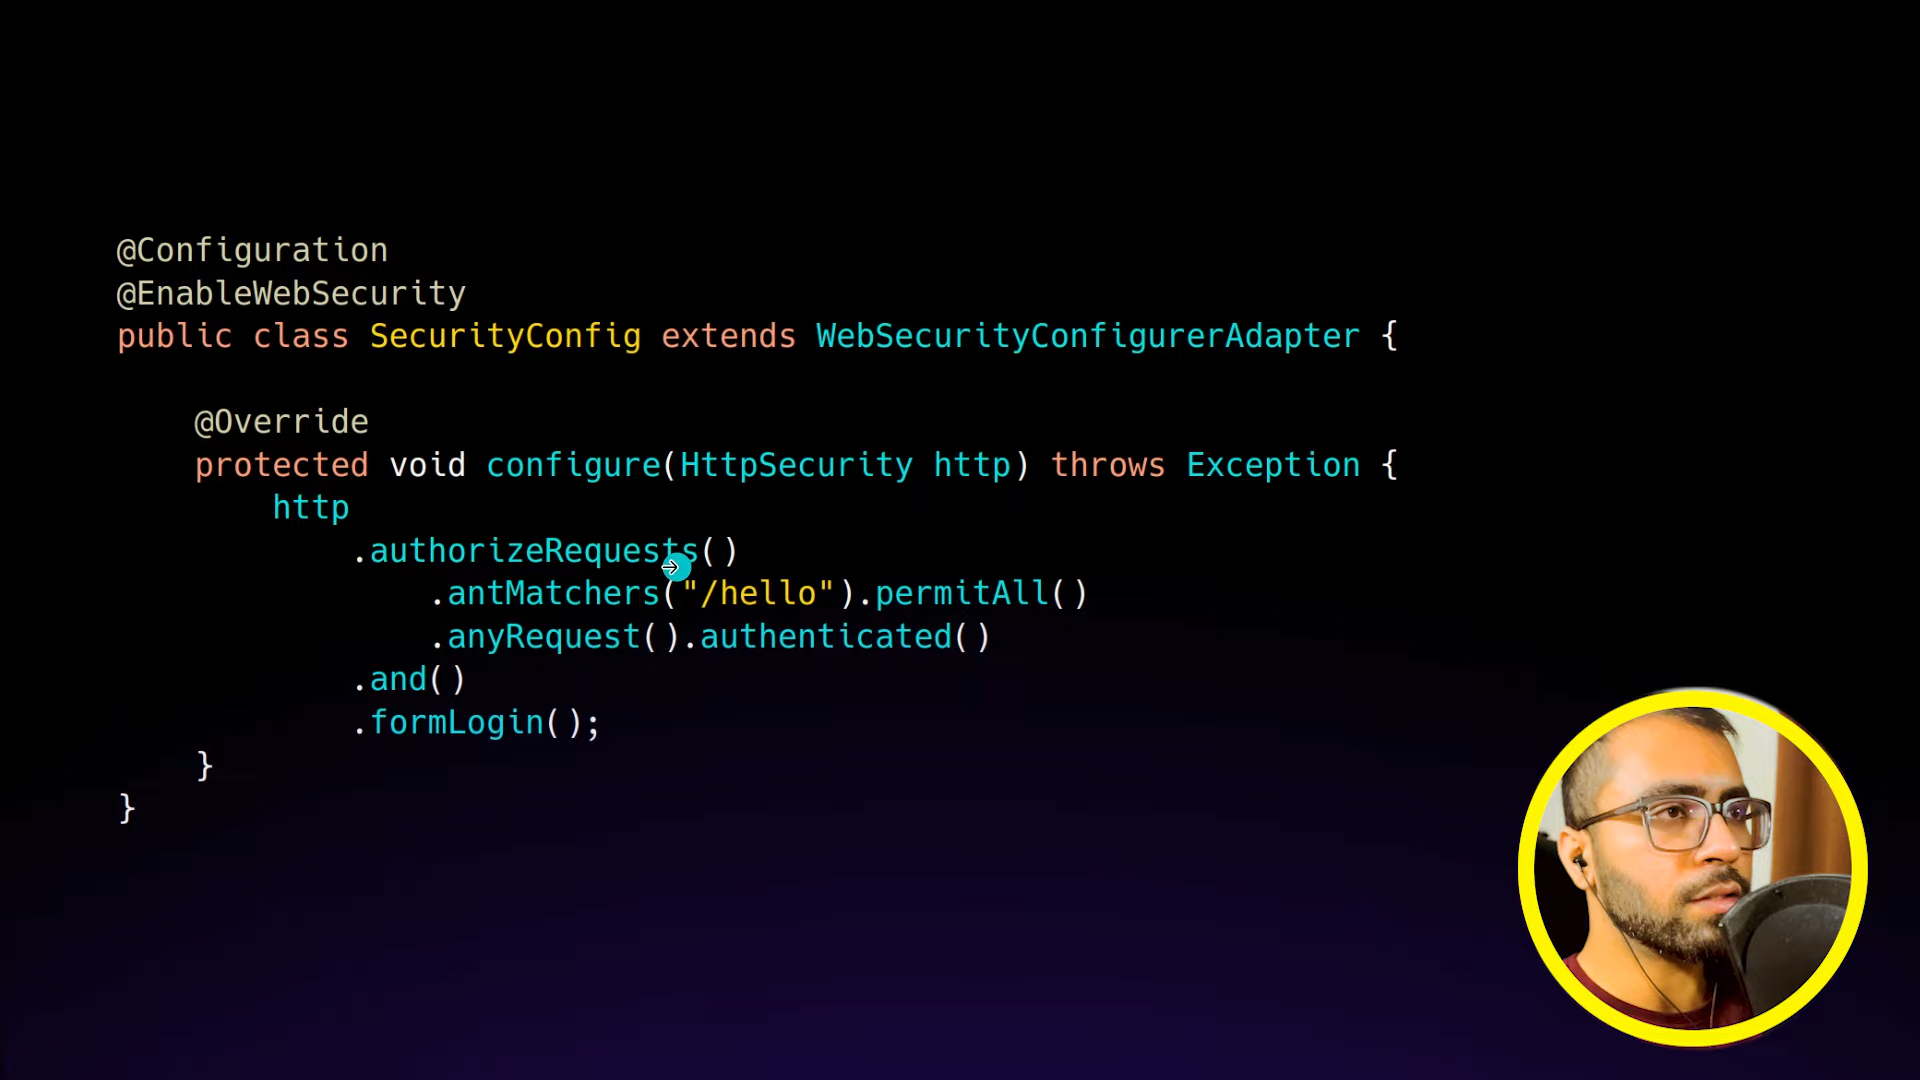 @Configuration
@EnableWebSecurity
public class SecurityConfig extends WebSecurityConfigurerAdapter {
@Override
protected void configure(HttpSecurity http) throws Exception {
http
.authorizeRequests()
.antMatchers("/hello").permitAll()
.anyRequest().authenticated()
.and()
.formLogin();
}
}